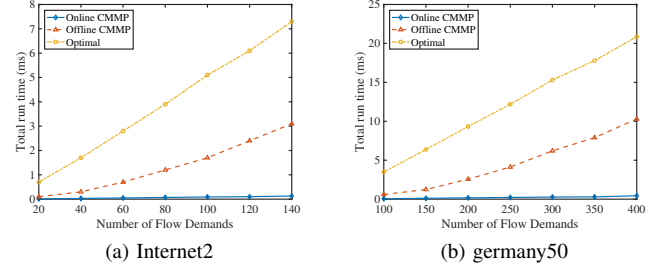 8
7
6
5
4
3
2
1
0
Total run time (ms)
Online CMMP
Offline CMMP
Optimal
20 40 60 80 100 120 140
Number of Flow Demands
(a) Internet2
25
20
15
10
5
0
Total run time (ms)
Online CMMP
Offline CMMP
Optimal
100 150 200 250 300 350 400
Number of Flow Demands
(b) germany50